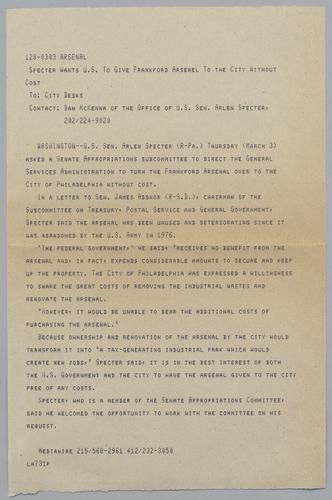 128-0303 ARSENAL
SPECTER WANTS U.S. TO GIVE FRANKFORD ARSENEL TO THE CITY WITHOUT
COST
TO: CITY DESKS
CONTACT: DAN MCKENNA OF THE OFFICE OF U.S. SEN. ARLEN SPECTER,
202/224-9020
WASHINGTON--U.S. SEN. ARLEN SPECTER (R-PA.) THURSDAY (MARCH 3)
ASKED A SENATE APPROPRIATIONS SUBCOMMITTEE TO DIRECT THE GENERAL
SERVICES ADMINISTRATION TO TURN THE FRANKFORD ARSENAL OVER TO THE
CITY OF PHILADELPHIA WITHOUT COST.
IN A LETTER TO SEN. JAMES ABDNOR (R-S.D.), CHAIRMAN OF THE
SUBCOMMITTEE ON TREASURY, POSTAL SERVICE AND GENERAL GOVERNMENT,
SPECTER SAID THE ARSENAL HAS BEEN UNUSED AND DETERIORATING SINCE IT
WAS ABANDONED BY THE U.S. ARMY IN 1976.
"THE FEDERAL GOVERNMENT," HE SAID, "RECEIVES NO BENEFIT FROM THE
ARSENAL AND, IN FACT, EXPENDS CONSIDERABLE AMOUNTS TO SECURE AND KEEP
UP THE PROPERTY. THE CITY OF PHILADELPHIA HAS EXPRESSED A WILLINGNESS
TO SHARE THE GREAT COSTS OF REMOVING THE INDUSTRIAL WASTES AND
RENOVATE THE ARSENAL.
"HOWEVER, IT WOULD BE UNABLE TO BEAR THE ADDITIONAL COSTS OF
PURCHASING THE ARSENAL."
BECAUSE OWNERSHIP AND RENOVATION OF THE ARSENAL BY THE CITY WOULD
TRANSFORM IT INTO "A TAX-GENERATING INDUSTRIAL PARK WHICH WOULD
CREATE NEW JOBS," SPECTER SAID, IT IS IN THE BEST INTEREST OF BOTH
THE U.S. GOVERNMENT AND THE CITY TO HAVE THE ARSENAL GIVEN TO THE CITY
FREE OF ANY COSTS.
SPECTER, WHO IS A MEMBER OF THE SENATE APPROPRIATIONS COMMITTEE,
SAID HE WELCOMED THE OPPORTUNITY TO WORK WITH THE COMMITTEE ON HIS
REQUEST.
MEDIAWIRE 215/568-2961 412/232-3858
LW731P